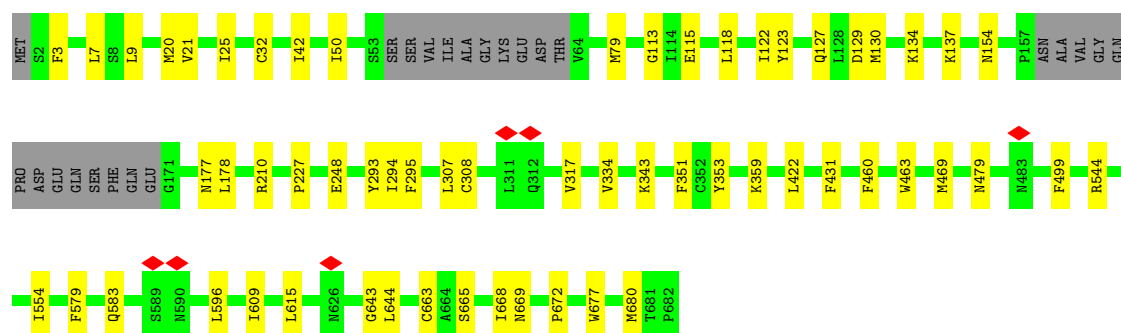 MET S2 F3 L7 S8 L9 M20 V21 I25 C32 I42 I50 S53 SER SER VAL ILE ALA GLY LYS GLU ASP THR V64 M79 G113 I114 E115 L118 I122 Y123 Q127 L128 D129 M130 K134 K137 N154 P157 ASN ALA VAL GLY GLN
PRO ASP GLU GLN SER PHE GLN GLU G171 N177 L178 R210 P227 E248 Y293 I294 F295 L307 C308 L311 Q312 V317 V334 K343 F351 C352 Y353 K359 L422 F431 F460 W463 M469 N479 N483 F499 R544
I554 F579 Q583 S589 N590 L596 I609 L615 N626 G643 L644 C663 A664 S665 I668 N669 P672 W677 M680 T681 P682